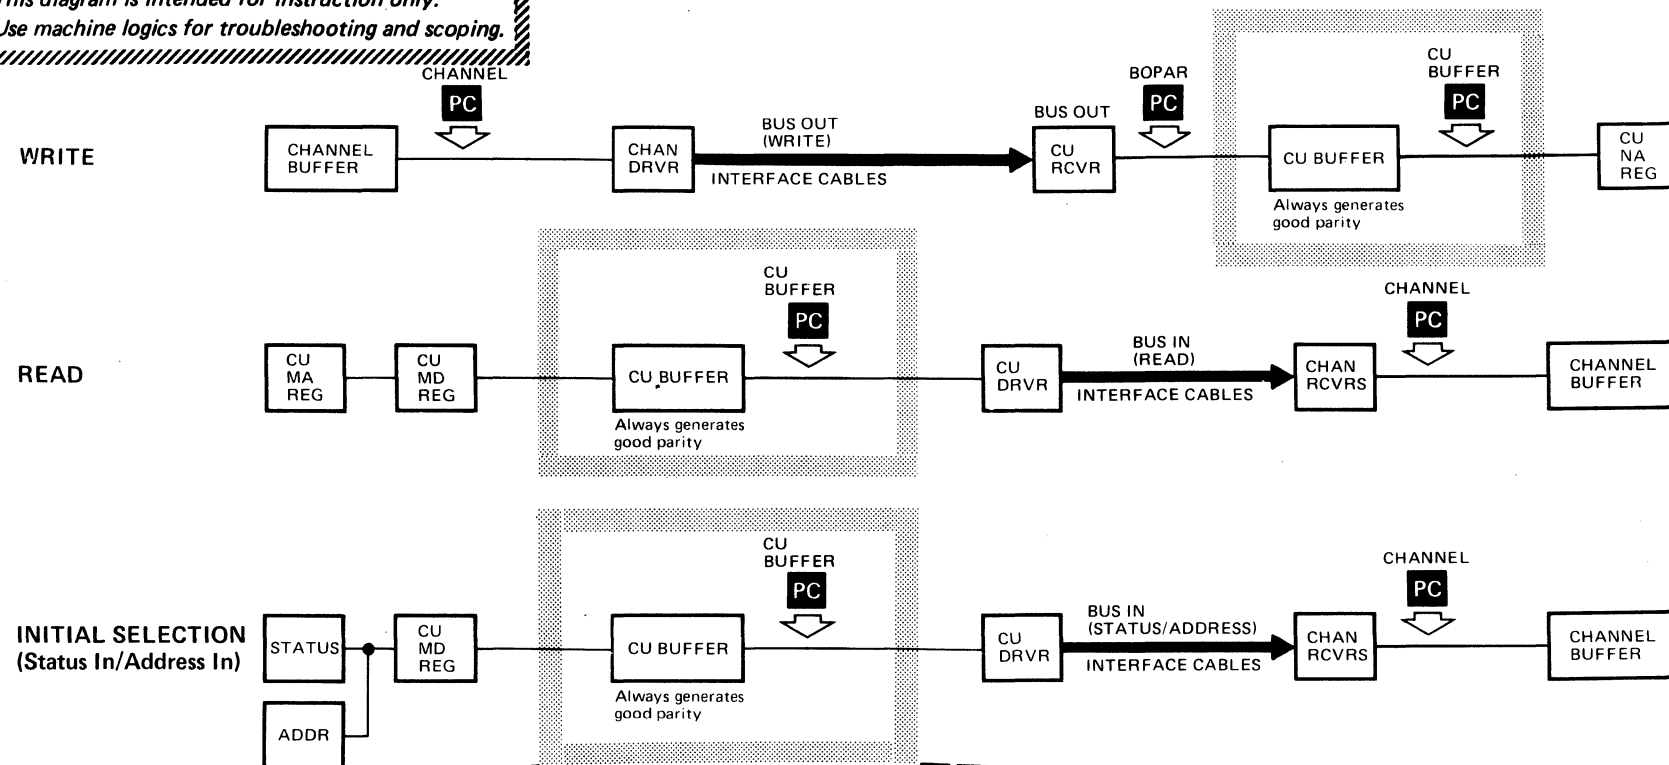 This diagram is intended for instruction only.
Use machine logics for troubleshooting and scoping.
WRITE
CHANNEL
PC
CHANNEL
BUFFER
CHAN
DRVR
BUS OUT
(WRITE)
INTERFACE CABLES
BUS OUT
CU
RCVR
BOPAR
PC
CU BUFFER
Always generates
good parity
CU
BUFFER
PC
CU
NA
REG
READ
CU
MA
REG
CU
MD
REG
CU BUFFER
Always generates
good parity
CU
BUFFER
PC
CU
DRVR
BUS IN
(READ)
INTERFACE CABLES
CHAN
RCVRS
CHANNEL
PC
CHANNEL
BUFFER
INITIAL SELECTION
(Status In/Address In)
STATUS
ADDR
CU
MD
REG
CU BUFFER
Always generates
good parity
CU
BUFFER
PC
CU
DRVR
BUS IN
(STATUS/ADDRESS)
INTERFACE CABLES
CHAN
RCVRS
CHANNEL
PC
CHANNEL
BUFFER